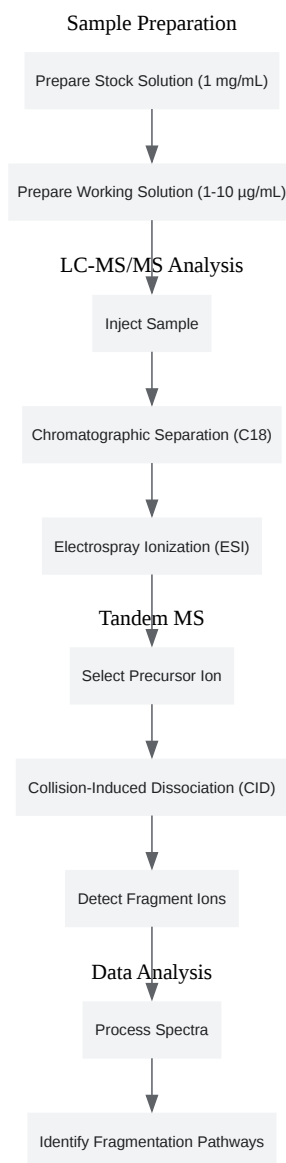 Sample Preparation
Prepare Stock Solution (1 mg/mL)
Prepare Working Solution (1-10 µg/mL)
LC-MS/MS Analysis
Inject Sample
Chromatographic Separation (C18)
Electrospray Ionization (ESI)
Tandem MS
Select Precursor Ion
Collision-Induced Dissociation (CID)
Detect Fragment Ions
Data Analysis
Process Spectra
Identify Fragmentation Pathways